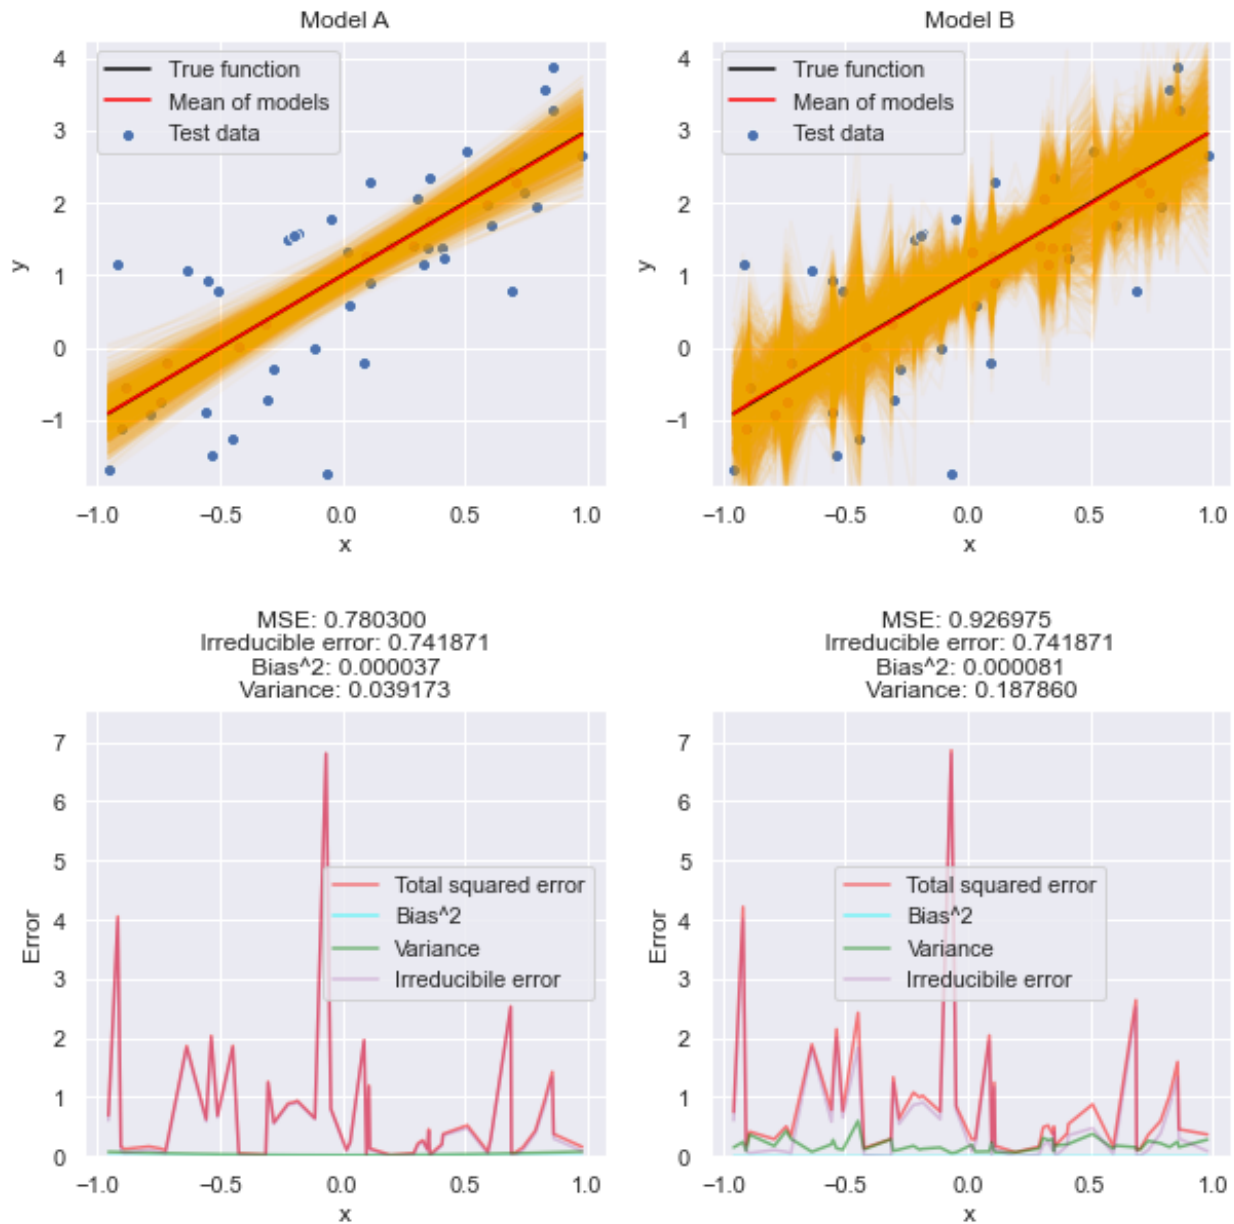 Model A
4
3
2
1
0
−1
y
True function
Mean of models
Test data
−1.0 −0.5 0.0 0.5 1.0
x
Model B
4
3
2
1
0
−1
y
True function
Mean of models
Test data
−1.0 −0.5 0.0 0.5 1.0
x
MSE: 0.780300
Irreducible error: 0.741871
Bias^2: 0.000037
Variance: 0.039173
7
6
5
4
3
2
1
0
Error
Total squared error
Bias^2
Variance
Irreducibile error
−1.0 −0.5 0.0 0.5 1.0
x
MSE: 0.926975
Irreducible error: 0.741871
Bias^2: 0.000081
Variance: 0.187860
7
6
5
4
3
2
1
0
Error
Total squared error
Bias^2
Variance
Irreducibile error
−1.0 −0.5 0.0 0.5 1.0
x